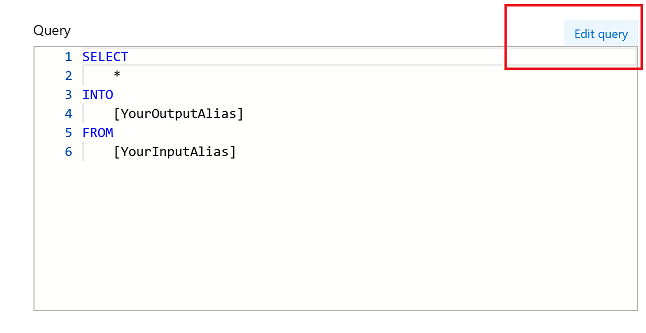 Query
Edit query
1 SELECT
2     *
3 INTO
4     [YourOutputAlias]
5 FROM
6     [YourInputAlias]